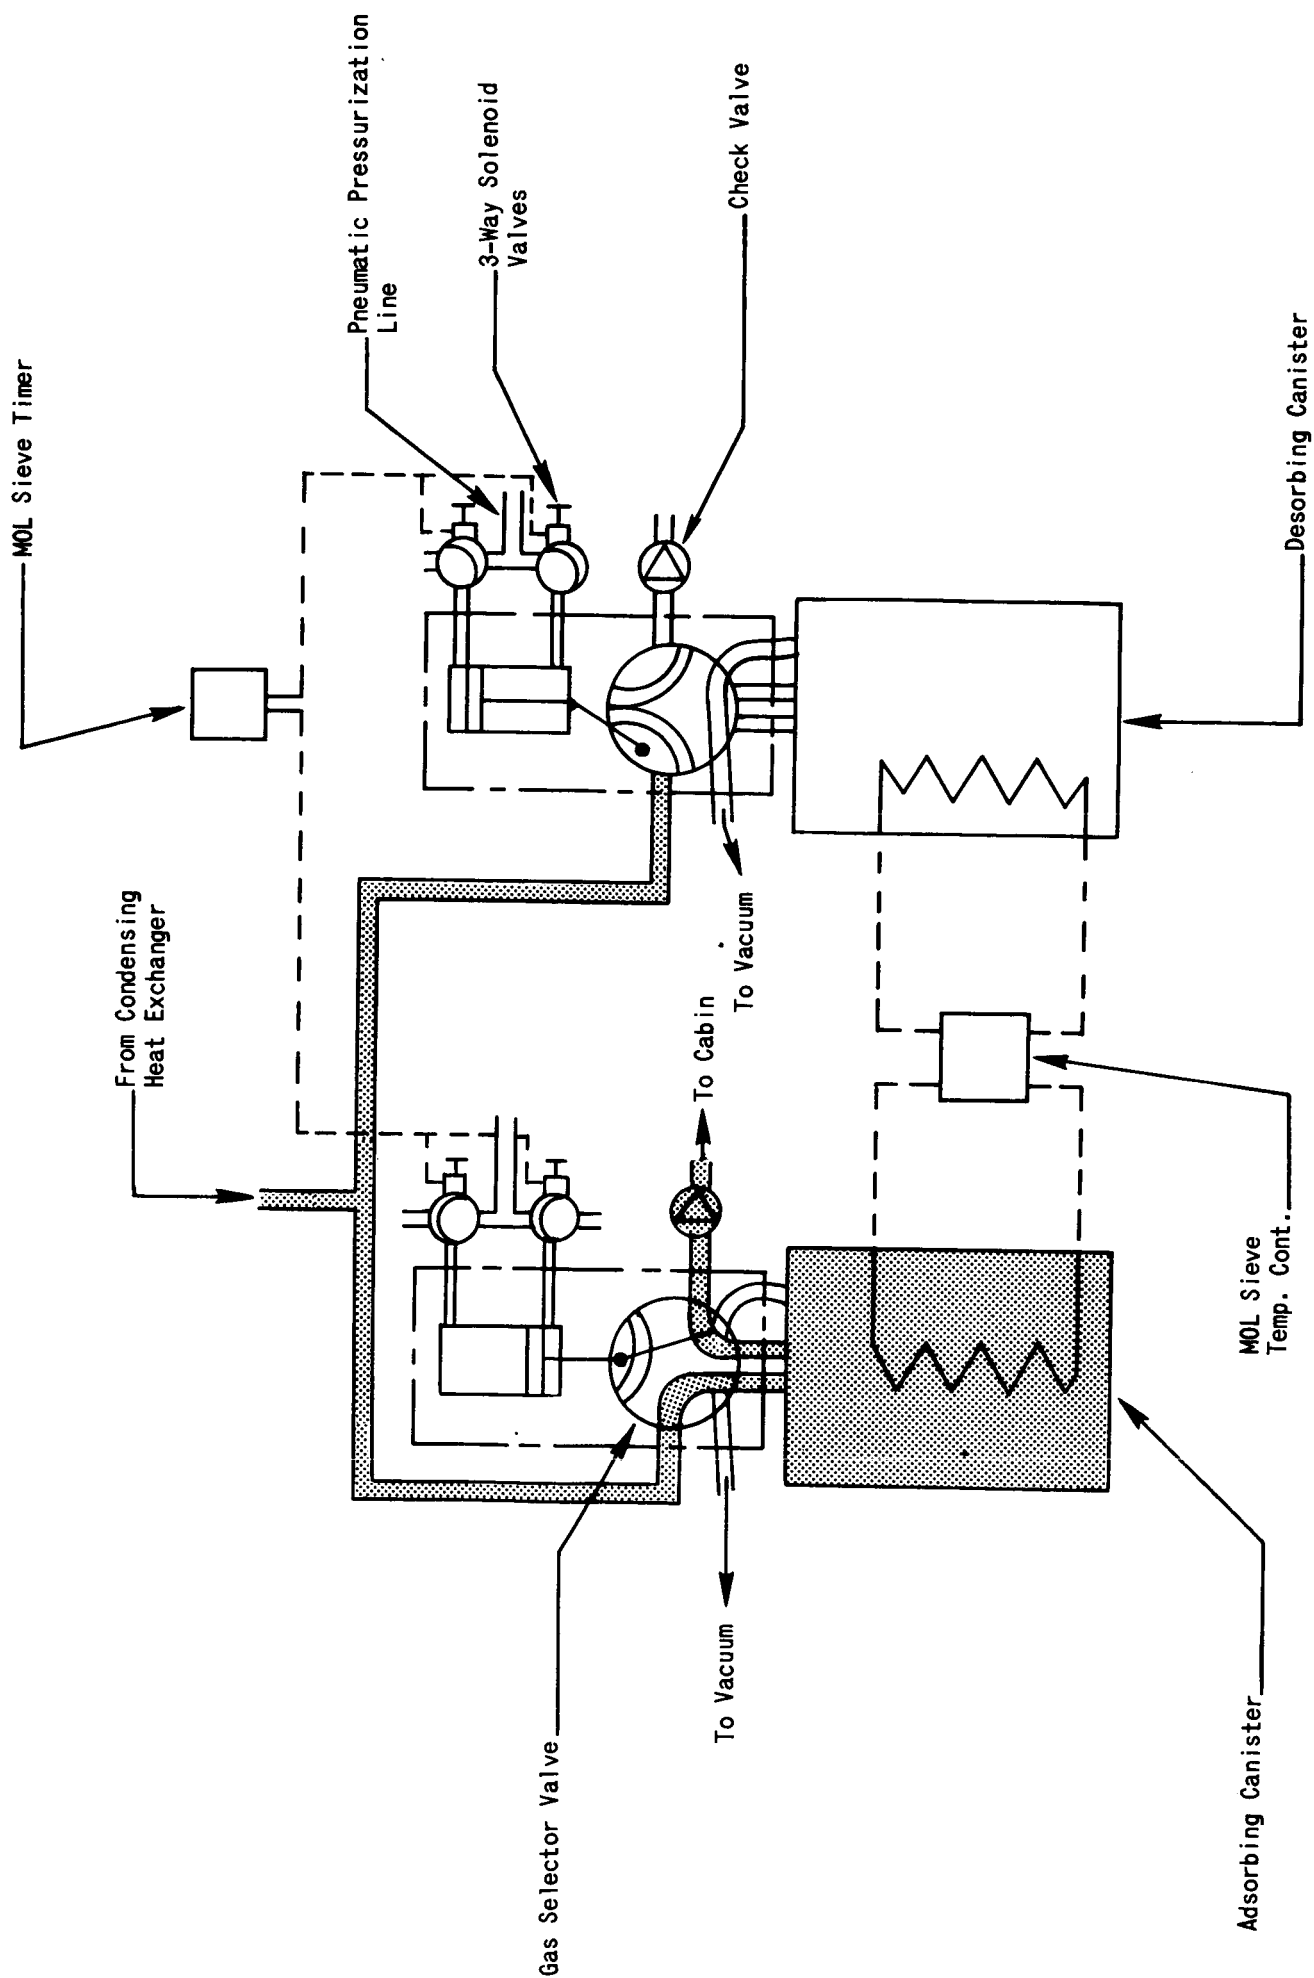 MOL Sieve Timer
From Condensing
Heat Exchanger
Pneumatic Pressurization
Line
3-Way Solenoid
Valves
Check Valve
Gas Selector Valve
To Vacuum
To Cabin
To Vacuum
Adsorbing Canister
MOL Sieve
Temp. Cont.
Desorbing Canister